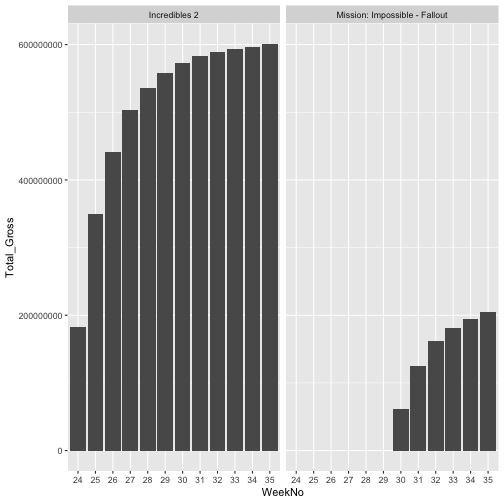 Incredibles 2
Mission: Impossible - Fallout
Total_Gross
600000000
400000000
200000000
0
24 25 26 27 28 29 30 31 32 33 34 35
24 25 26 27 28 29 30 31 32 33 34 35
WeekNo